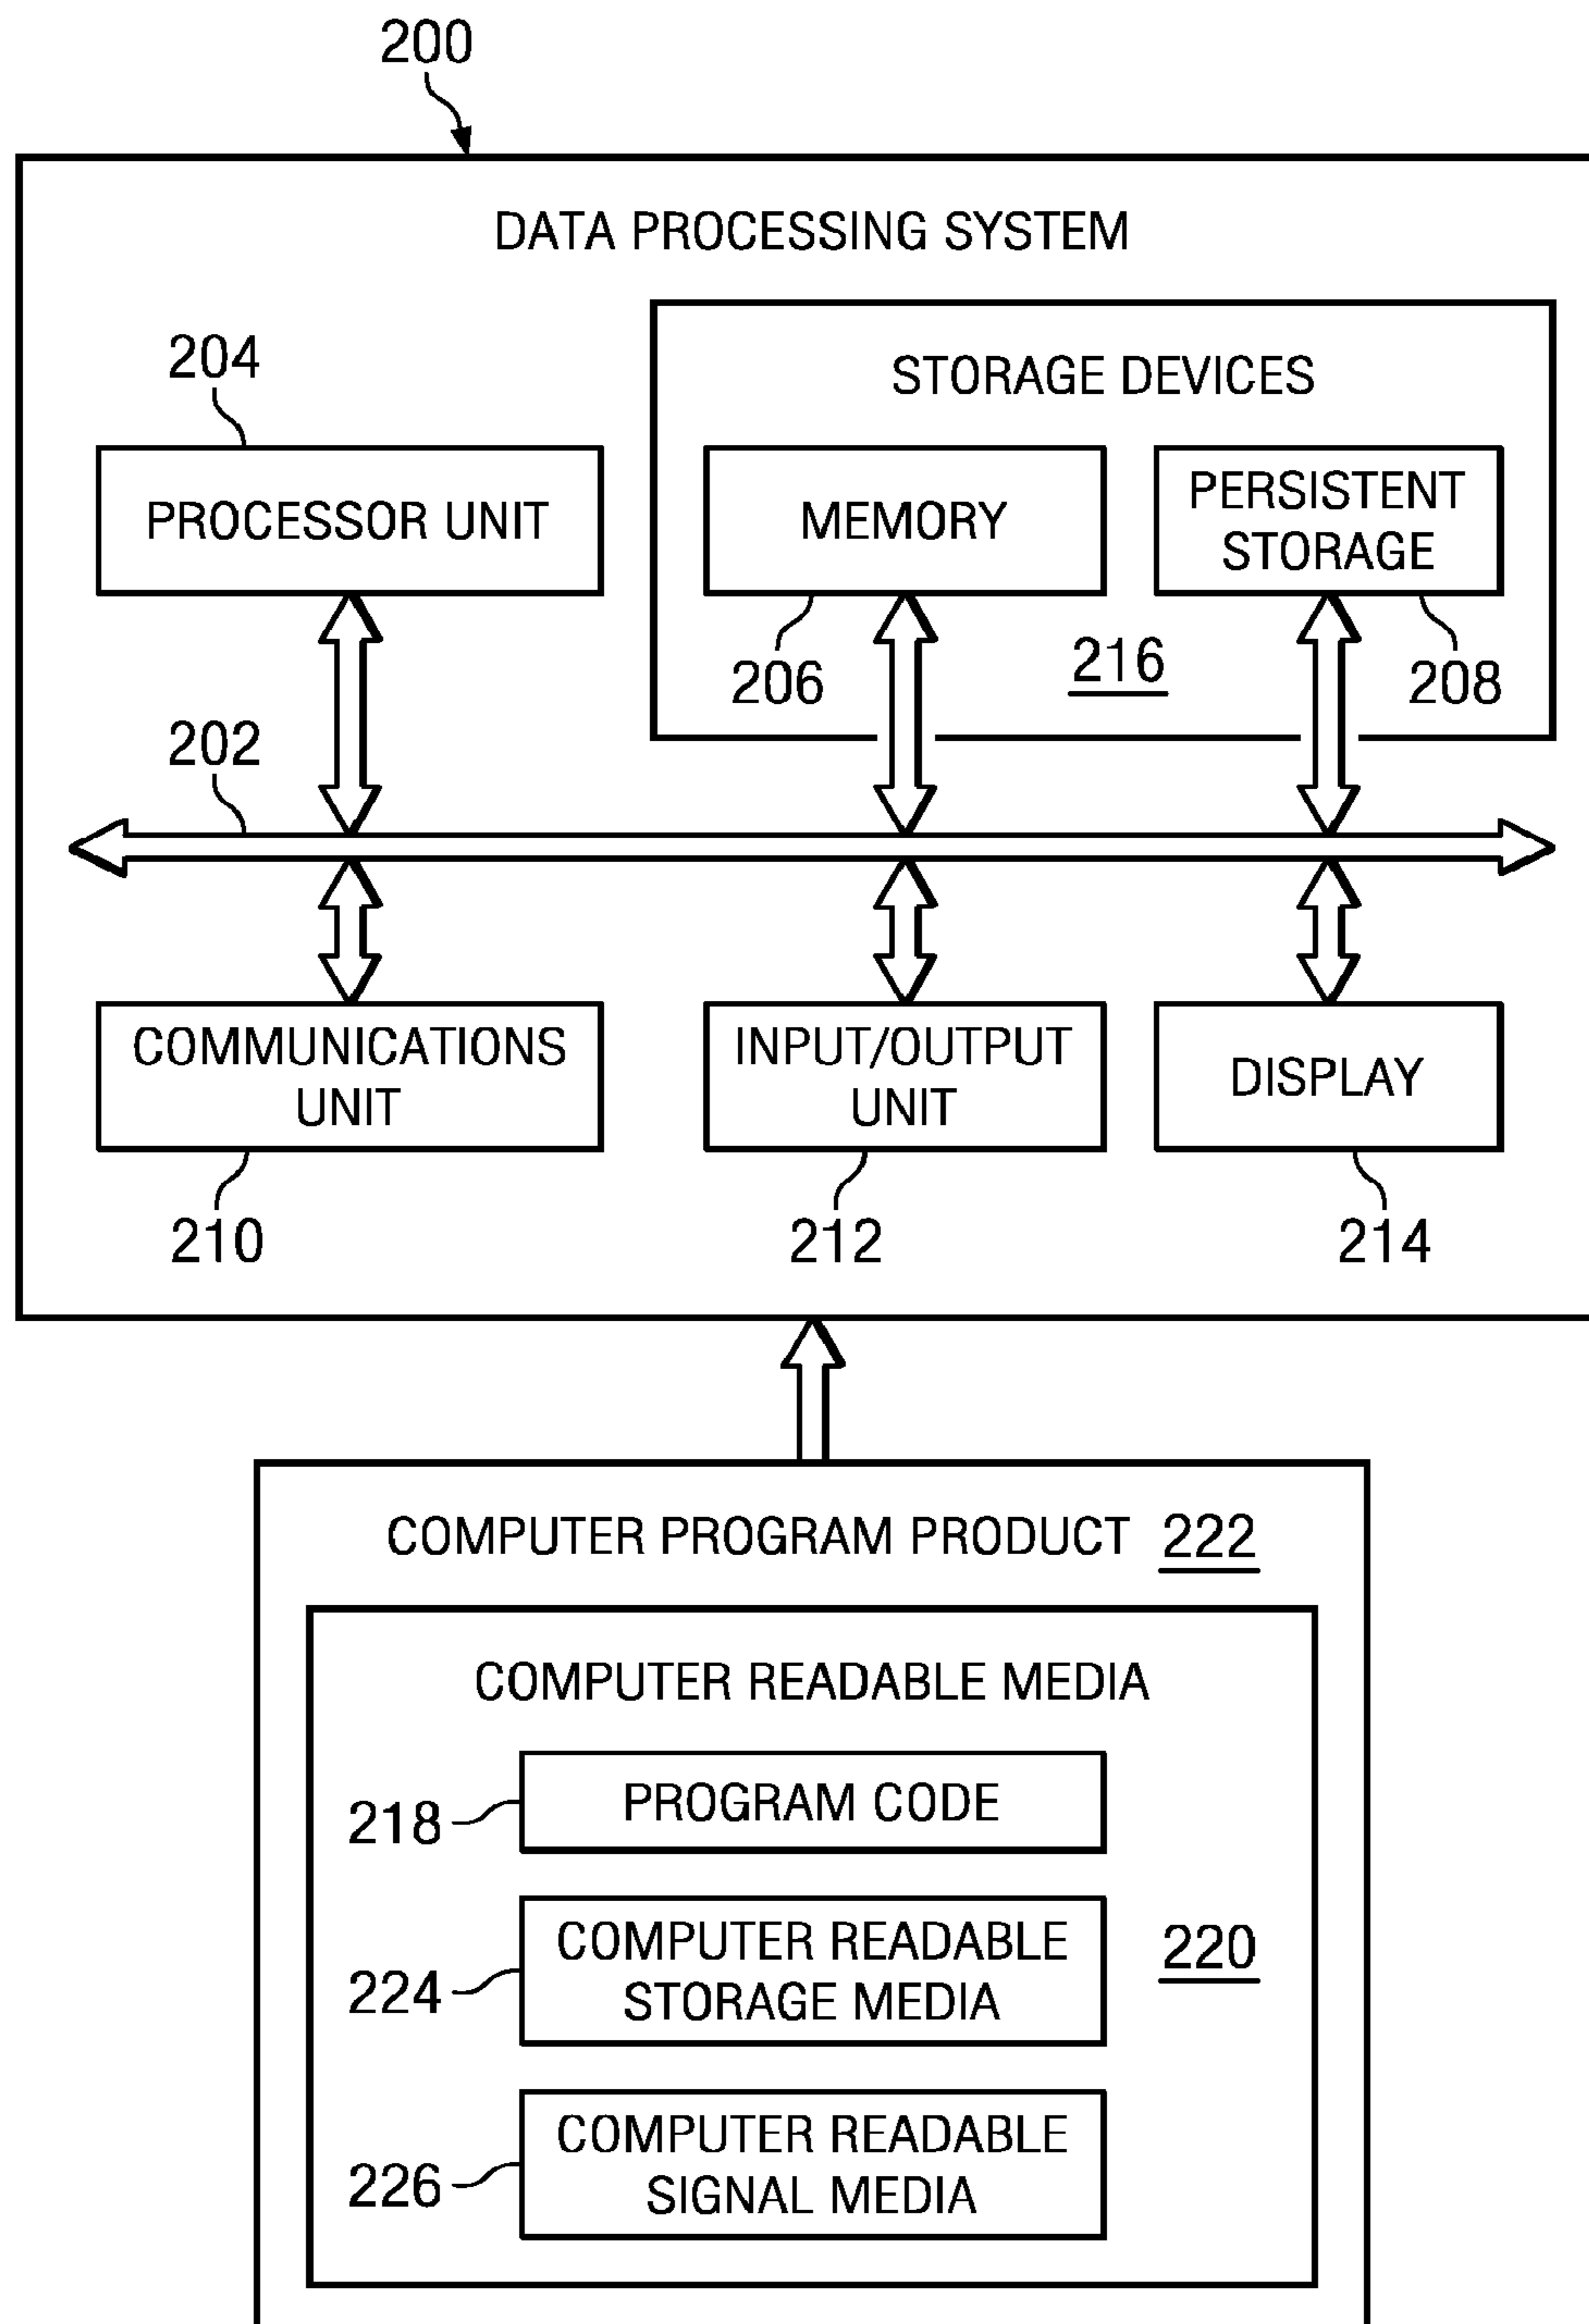 200
DATA PROCESSING SYSTEM
204
STORAGE DEVICES
PROCESSOR UNIT
MEMORY
PERSISTENT
STORAGE
206
216
208
202
COMMUNICATIONS
UNIT
INPUT/OUTPUT
UNIT
DISPLAY
210
212
214
COMPUTER PROGRAM PRODUCT 222
COMPUTER READABLE MEDIA
218
PROGRAM CODE
224
COMPUTER READABLE
STORAGE MEDIA
220
226
COMPUTER READABLE
SIGNAL MEDIA